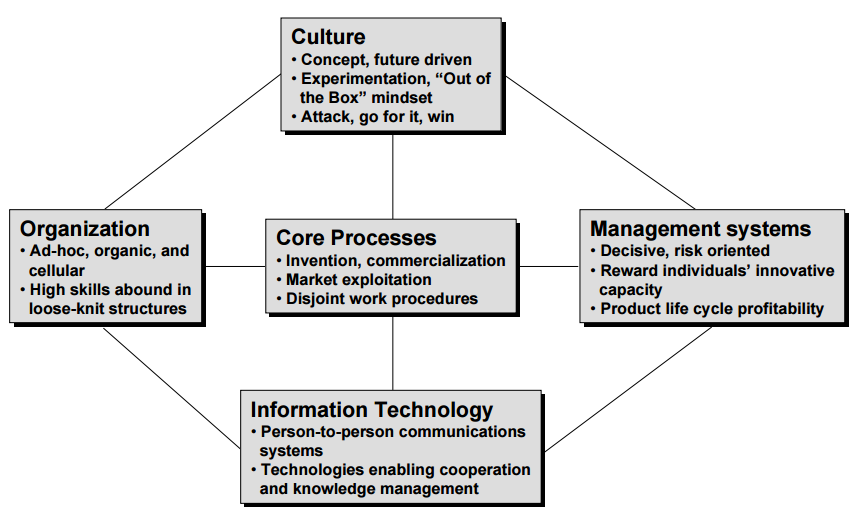 Culture
• Concept, future driven
• Experimentation, “Out of
the Box” mindset
• Attack, go for it, win
Organization
• Ad-hoc, organic, and
cellular
• High skills abound in
loose-knit structures
Core Processes
• Invention, commercialization
• Market exploitation
• Disjoint work procedures
Management systems
• Decisive, risk oriented
• Reward individuals’ innovative
capacity
• Product life cycle profitability
Information Technology
• Person-to-person communications
systems
• Technologies enabling cooperation
and knowledge management